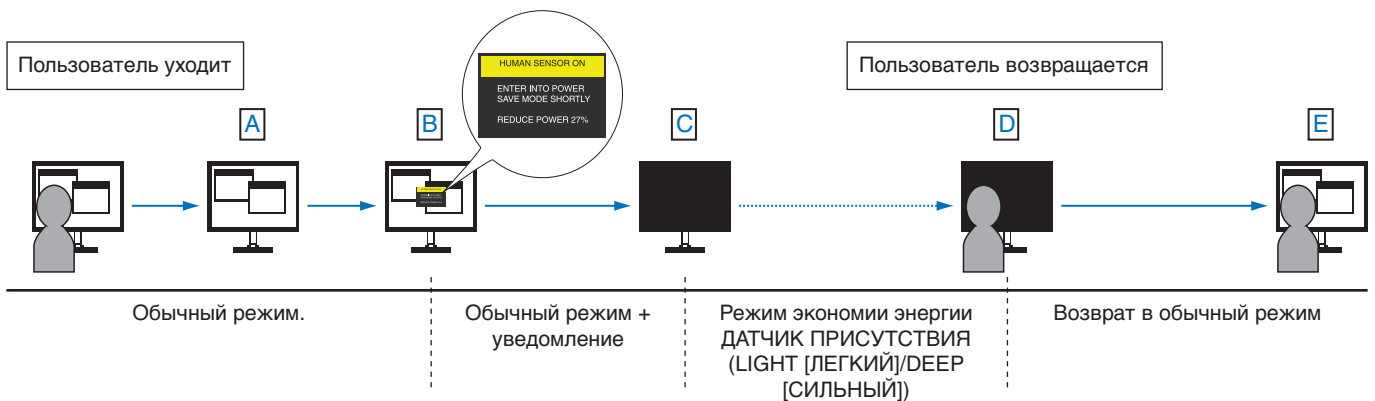 Пользователь уходит
HUMAN SENSOR ON
ENTER INTO POWER
SAVE MODE SHORTLY
REDUCE POWER 27%
Пользователь возвращается
A
B
C
D
E
Обычный режим.
Обычный режим +
уведомление
Режим экономии энергии
ДАТЧИК ПРИСУТСТВИЯ
(LIGHT [ЛЕГКИЙ]/DEEP
[СИЛЬНЫЙ])
Возврат в обычный режим